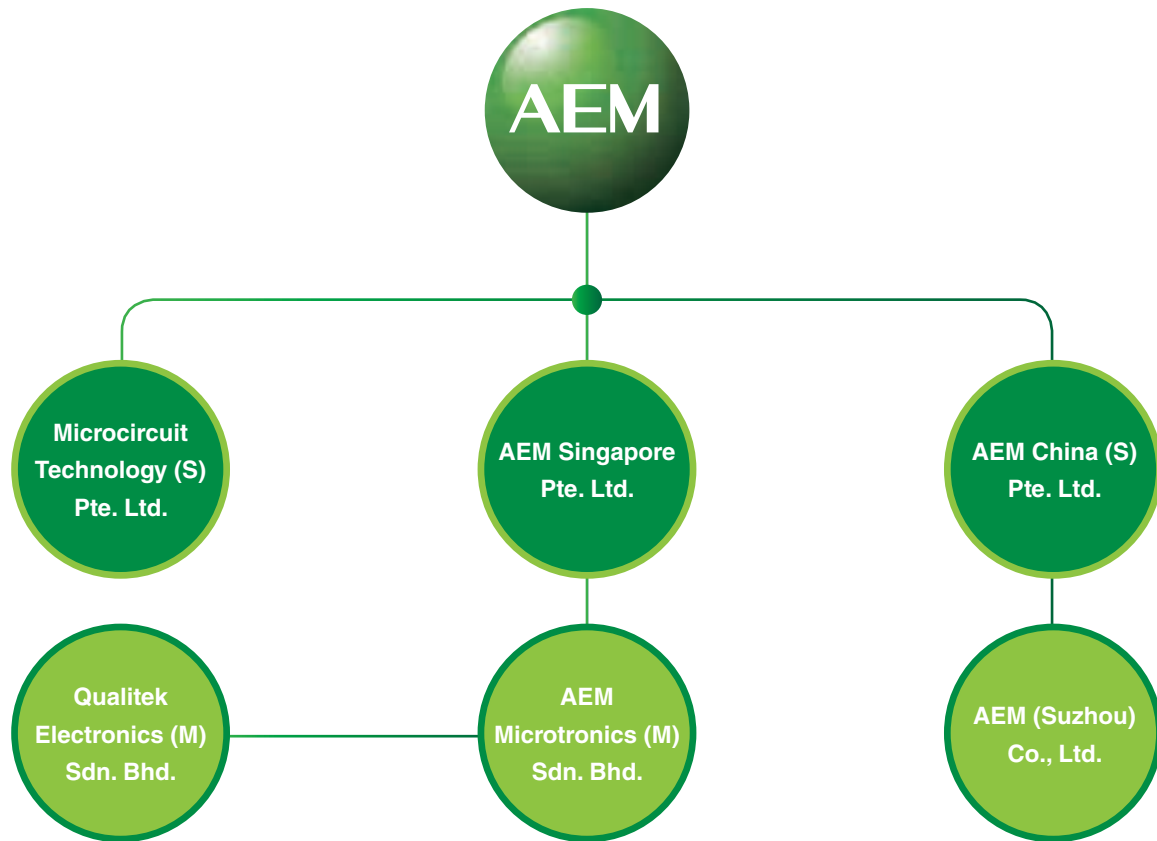 AEM
Microcircuit
Technology (S)
Pte. Ltd.
AEM Singapore
Pte. Ltd.
AEM China (S)
Pte. Ltd.
Qualitek
Electronics (M)
Sdn. Bhd.
AEM
Microtronics (M)
Sdn. Bhd.
AEM (Suzhou)
Co., Ltd.